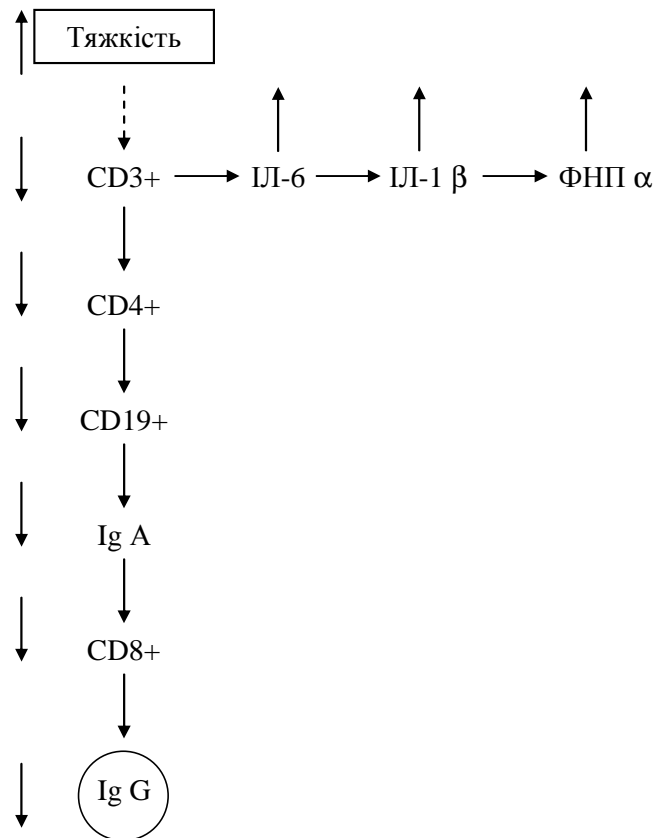 Тяжкість
CD3+ ІЛ-6 ІЛ-1 β ФНП α
CD4+
CD19+
Ig A
CD8+
Ig G